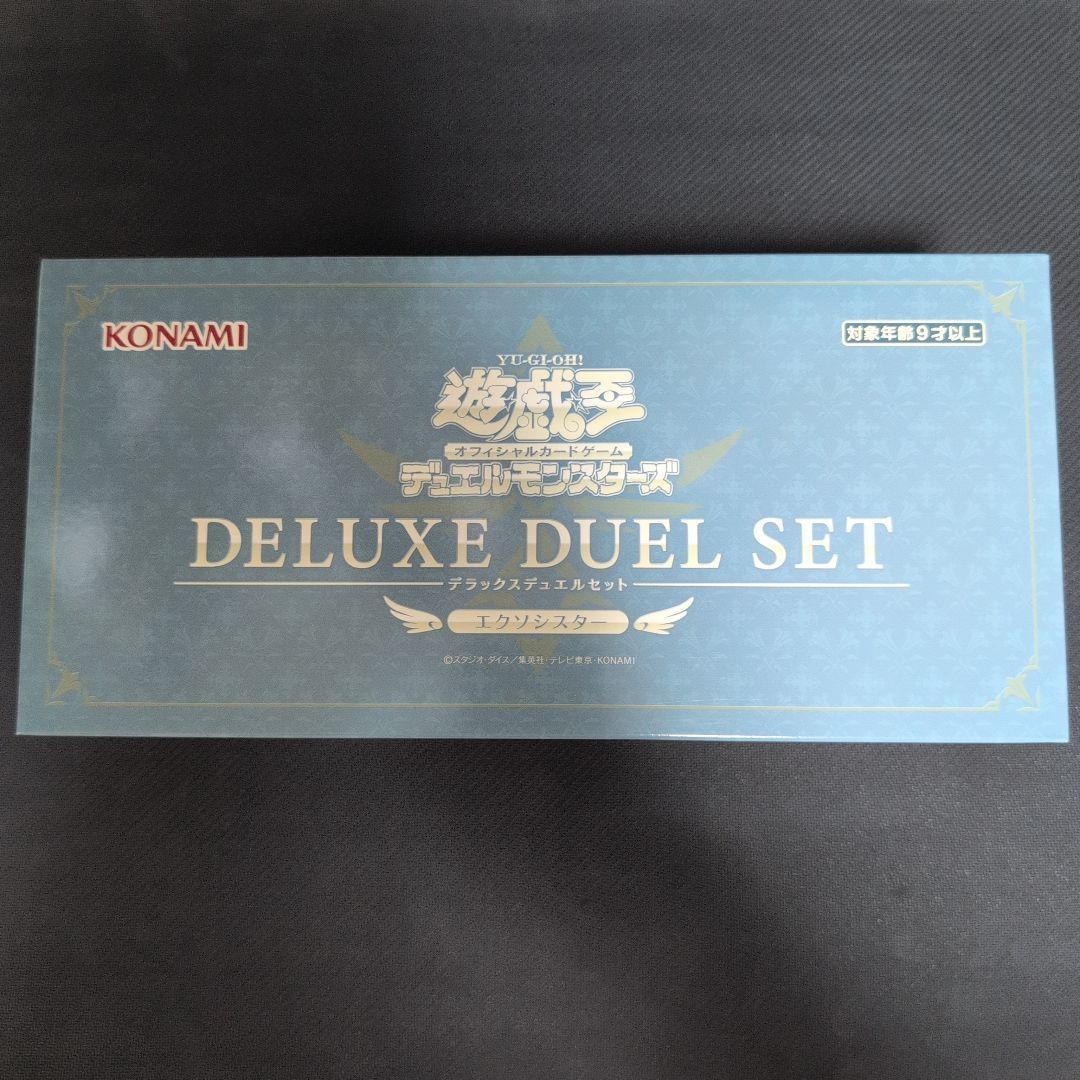 KONAMI
対象年齢9才以上
YU-GI-OH!
遊☆戯☆王
オフィシャルカードゲーム
デュエルモンスターズ
DELUXE DUEL SET
デラックスデュエルセット
エクソシスター
©スタジオ・ダイス/集英社・テレビ東京・KONAMI